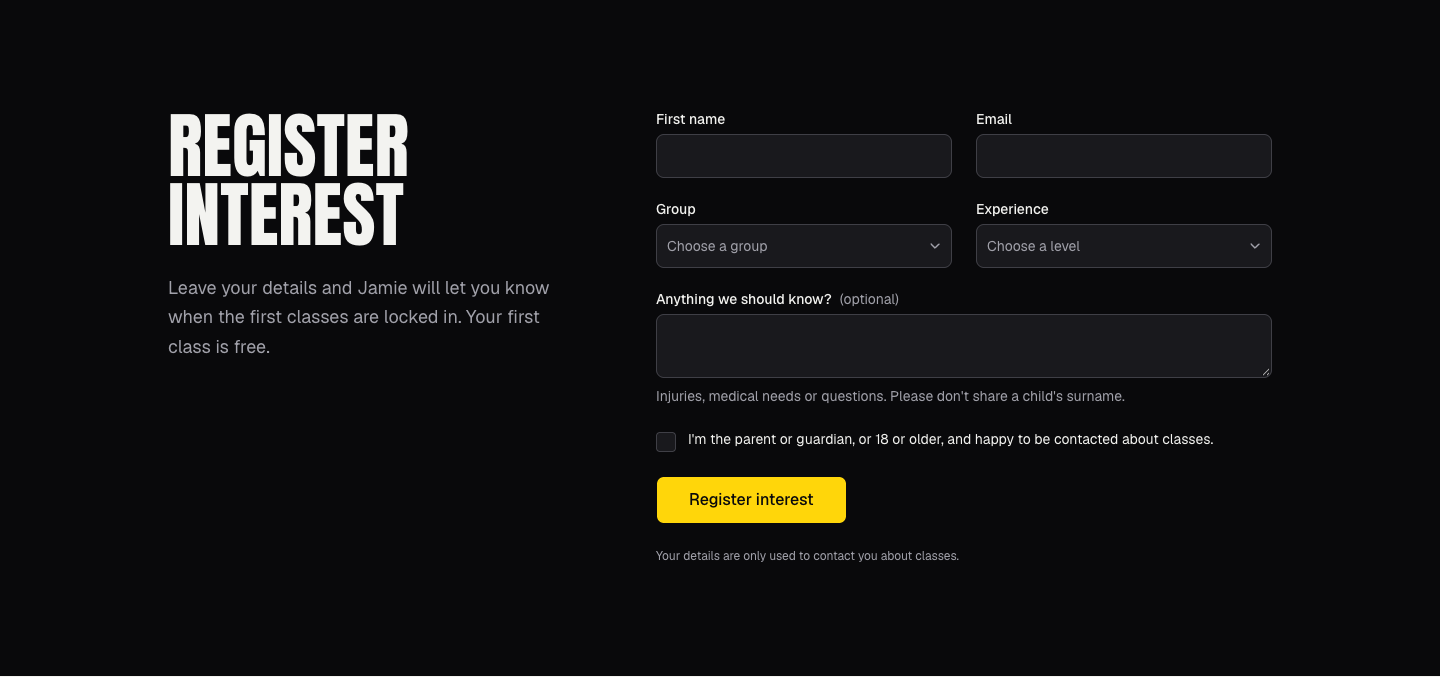 REGISTER
INTEREST
Leave your details and Jamie will let you know
when the first classes are locked in. Your first
class is free.
First name
Email
Group
Experience
Choose a group
Choose a level
Anything we should know? (optional)
Injuries, medical needs or questions. Please don't share a child's surname.
I'm the parent or guardian, or 18 or older, and happy to be contacted about classes.
Register interest
Your details are only used to contact you about classes.